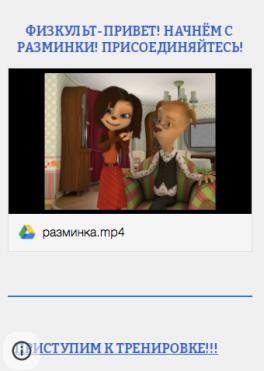 ФИЗКУЛЬТ-ПРИВЕТ! НАЧНЁМ С
РАЗМИНКИ! ПРИСОЕДИНЯЙТЕСЬ!
разминка.mp4
ПРИСТУПИМ К ТРЕНИРОВКЕ!!!